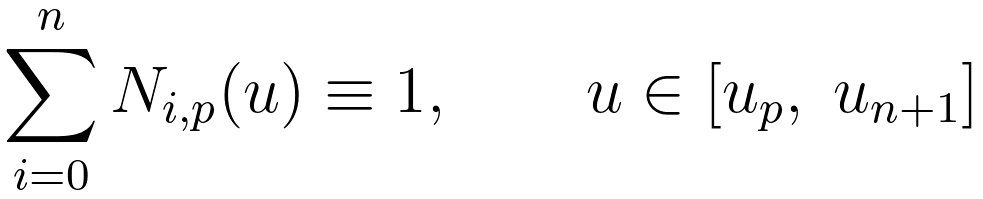 \sum_{i=0}^{n} N_{i,p}(u) \equiv 1, \qquad u \in [u_p, \ u_{n+1}]